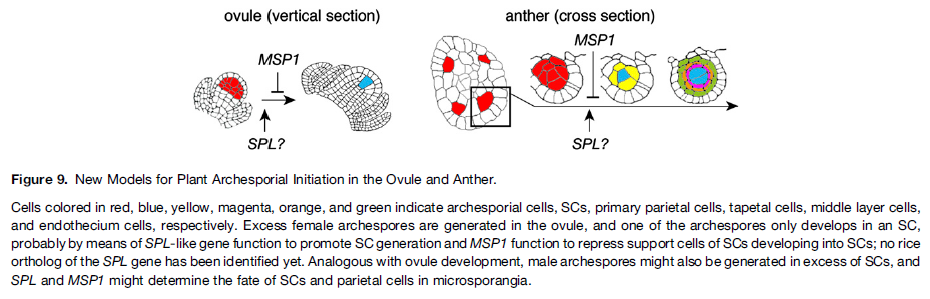 ovule (vertical section)
anther (cross section)
MSP1
MSP1
SPL?
SPL?
Figure 9. New Models for Plant Archesporial Initiation in the Ovule and Anther.
Cells colored in red, blue, yellow, magenta, orange, and green indicate archesporial cells, SCs, primary parietal cells, tapetal cells, middle layer cells,
and endothecium cells, respectively. Excess female archespores are generated in the ovule, and one of the archespores only develops in an SC,
probably by means of SPL-like gene function to promote SC generation and MSP1 function to repress support cells of SCs developing into SCs; no rice
ortholog of the SPL gene has been identified yet. Analogous with ovule development, male archespores might also be generated in excess of SCs, and
SPL and MSP1 might determine the fate of SCs and parietal cells in microsporangia.